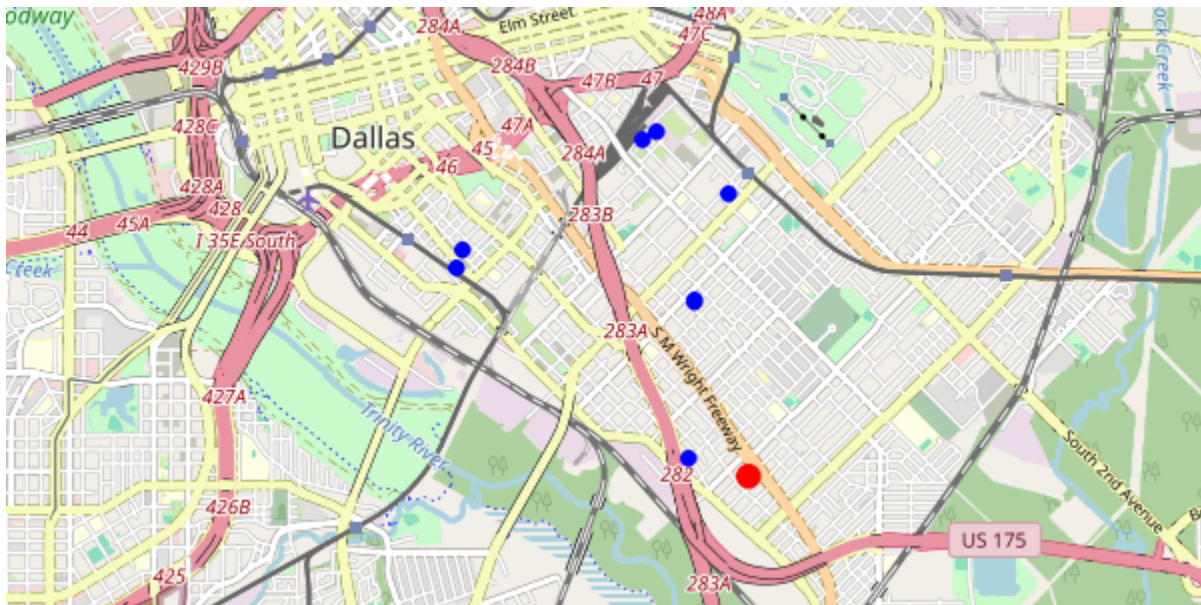 odway
48A
Elm Street
284A
47C
ock Creek
429B
284B
47B
47
428C
47A
Dallas
45
284A
46
428A
428
283B
45A
44
I 35E South
Creek
283A
S M Wright Freeway
427A
Trinity River
South 2nd Avenue
282
426B
US 175
425
283A